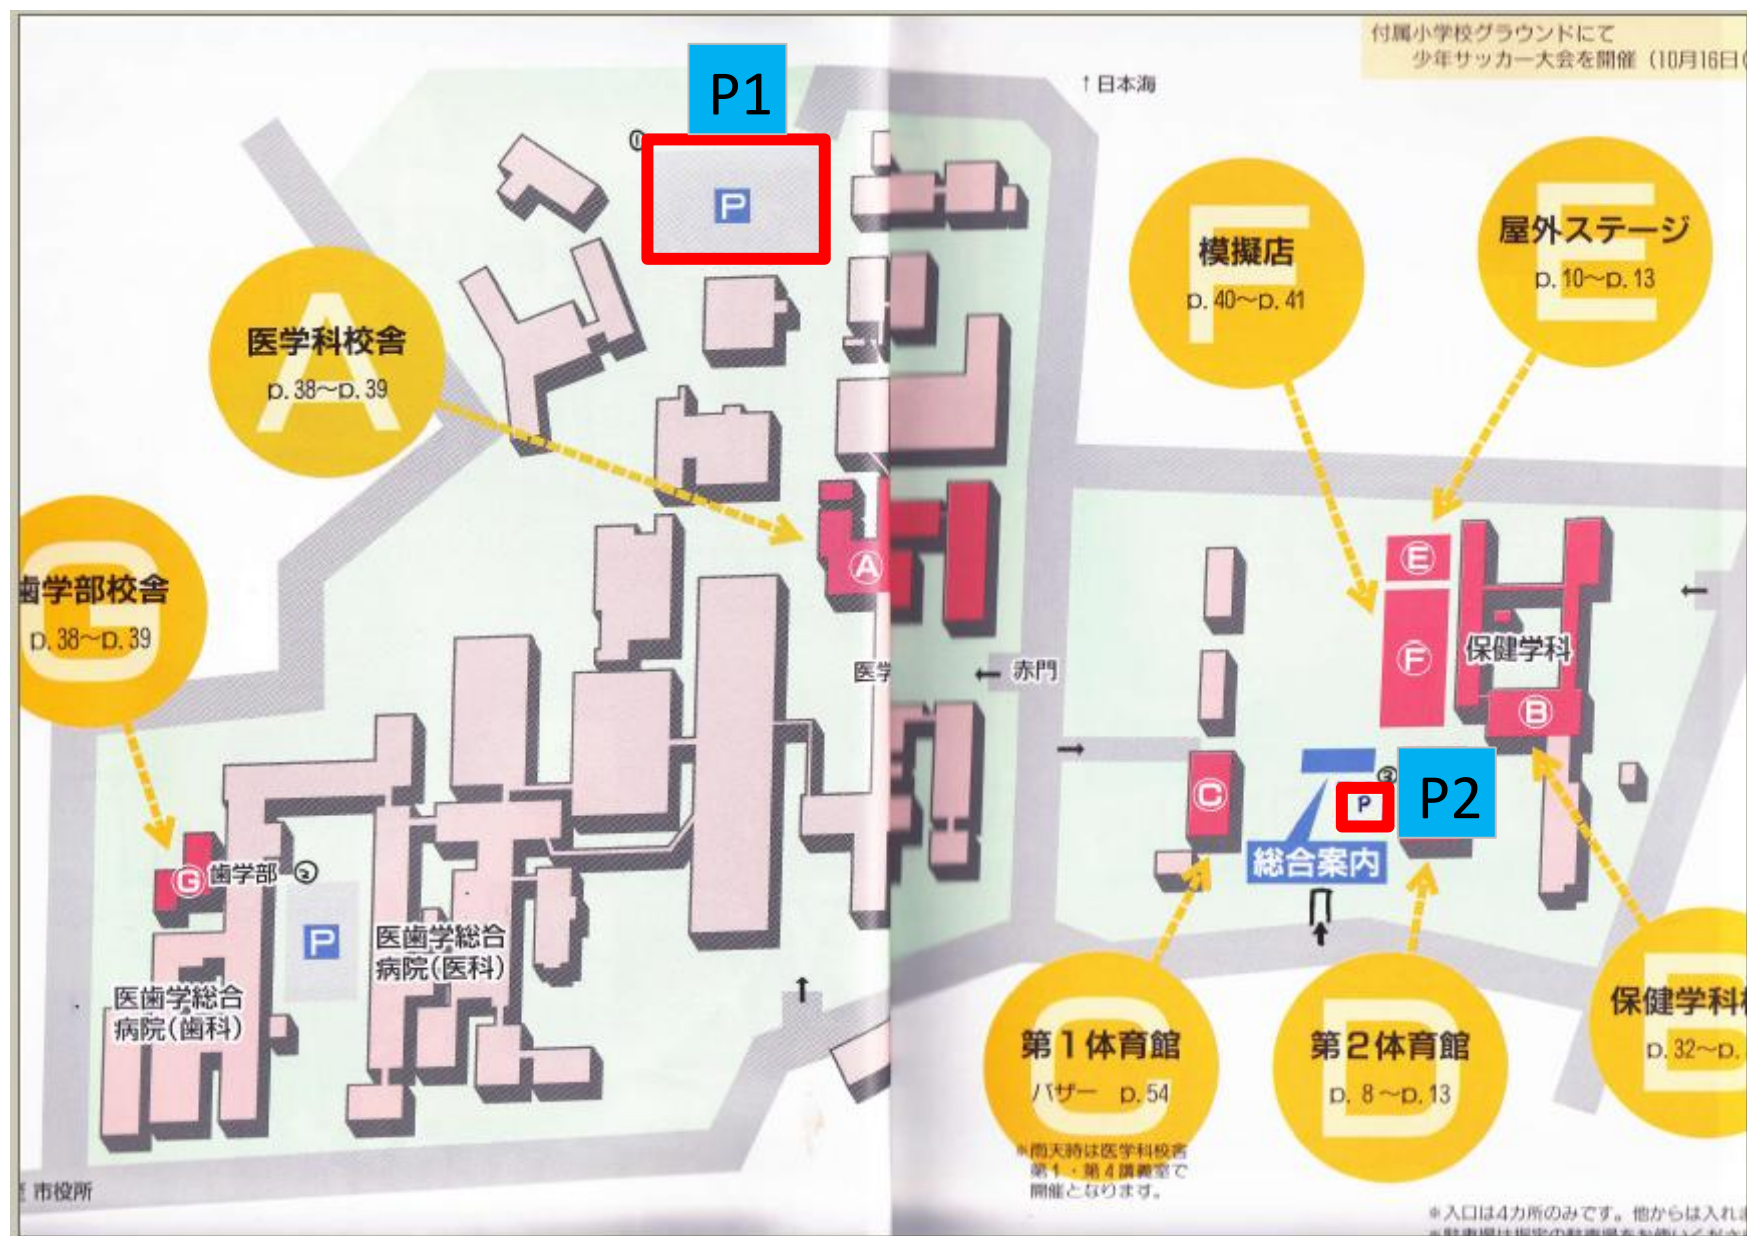 付属小学校グラウンドにて
少年サッカー大会を開催(10月16日(
P1
↑日本海
①
P
F
模擬店
p.40～p.41
E
屋外ステージ
p.10～p.13
A
医学科校舎
p.38～p.39
G
歯学部校舎
p.38～p.39
A
E
F
保健学科
B
医学
← 赤門
C
③
P
P2
総合案内
G 歯学部 ②
P
医歯学総合
病院(医科)
医歯学総合
病院(歯科)
C
第1体育館
バザー p.54
D
第2体育館
p. 8～p.13
B
保健学科
p.32～p.
※雨天時は医学科校舎
第1・第4講義室で
開催となります。
市役所
※入口は4カ所のみです。他からは入れ